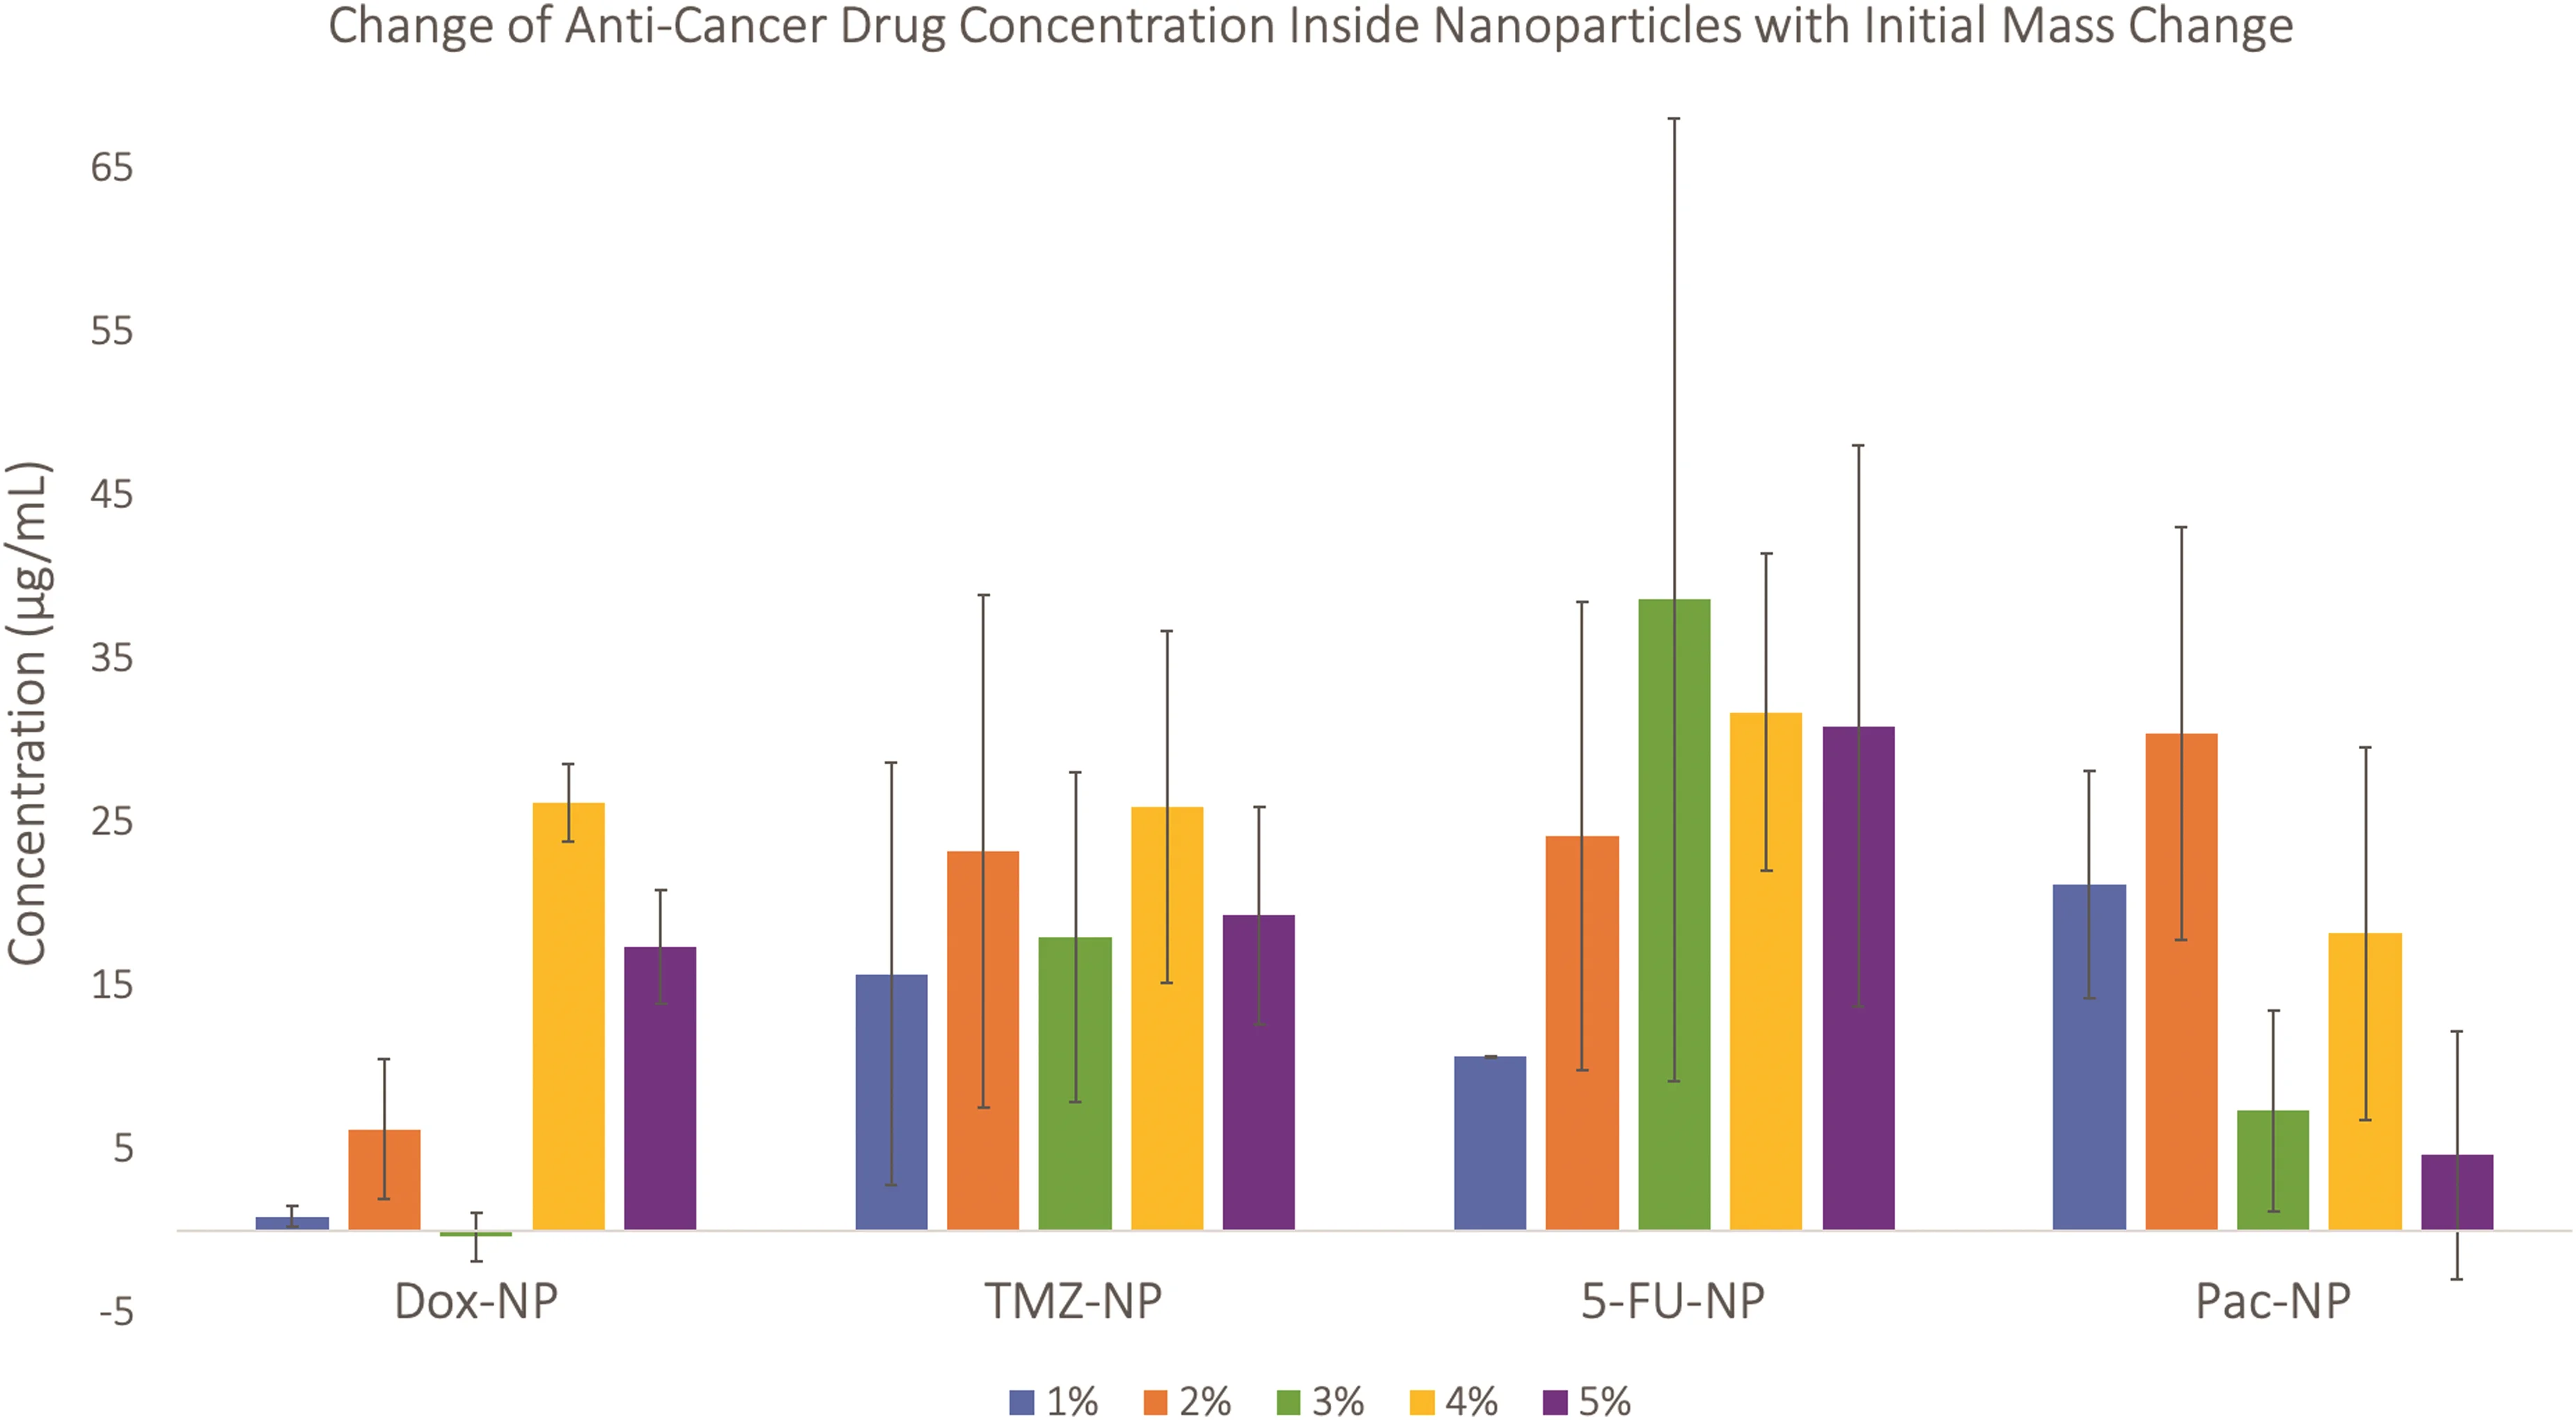 Change of Anti-Cancer Drug Concentration Inside Nanoparticles with Initial Mass Change
Concentration (µg/mL)
65
55
45
35
25
15
5
-5
Dox-NP TMZ-NP 5-FU-NP Pac-NP
1% 2% 3% 4% 5%